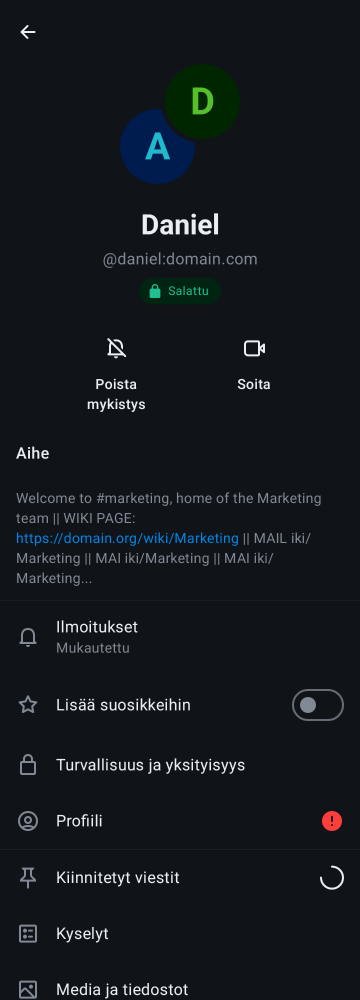 D
A
Daniel
@daniel:domain.com
Salattu
Poista
mykistys
Soita
Aihe
Welcome to #marketing, home of the Marketing
team || WIKI PAGE:
https://domain.org/wiki/Marketing || MAIL iki/
Marketing || MAI iki/Marketing || MAI iki/
Marketing...
Ilmoitukset
Mukautettu
Lisää suosikkeihin
Turvallisuus ja yksityisyys
Profiili
Kiinnitetyt viestit
Kyselyt
Media ja tiedostot